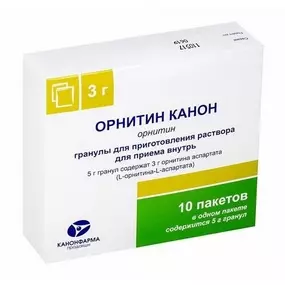 3 г
ОРНИТИН КАНОН
орнитин
гранулы для приготовления раствора
для приема внутрь
5 г гранул содержат 3 г орнитина аспартата
(L-орнитина-L-аспартата)
10 пакетов
в одном пакете
содержится 5 г гранул
КАНОНФАРМА
продакшн